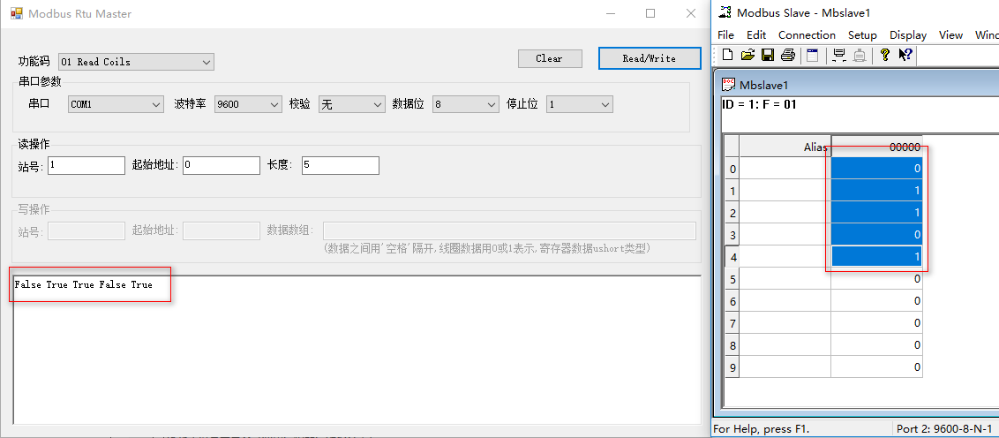 Modbus Rtu Master
功能码 01 Read Coils Clear Read/Write
串口参数
串口 COM1 波特率 9600 校验 无 数据位 8 停止位 1
读操作
站号: 1 起始地址: 0 长度: 5
写操作
站号: 起始地址: 数据数组:
(数据之间用'空格'隔开,线圈数据用0或1表示,寄存器数据ushort类型)
False True True False True
Modbus Slave - Mbslave1
File Edit Connection Setup Display View
Mbslave1
ID = 1: F = 01
Alias 00000
0 0
1 1
2 1
3 0
4 1
5 0
6 0
7 0
8 0
9 0
For Help, press F1. Port 2: 9600-8-N-1